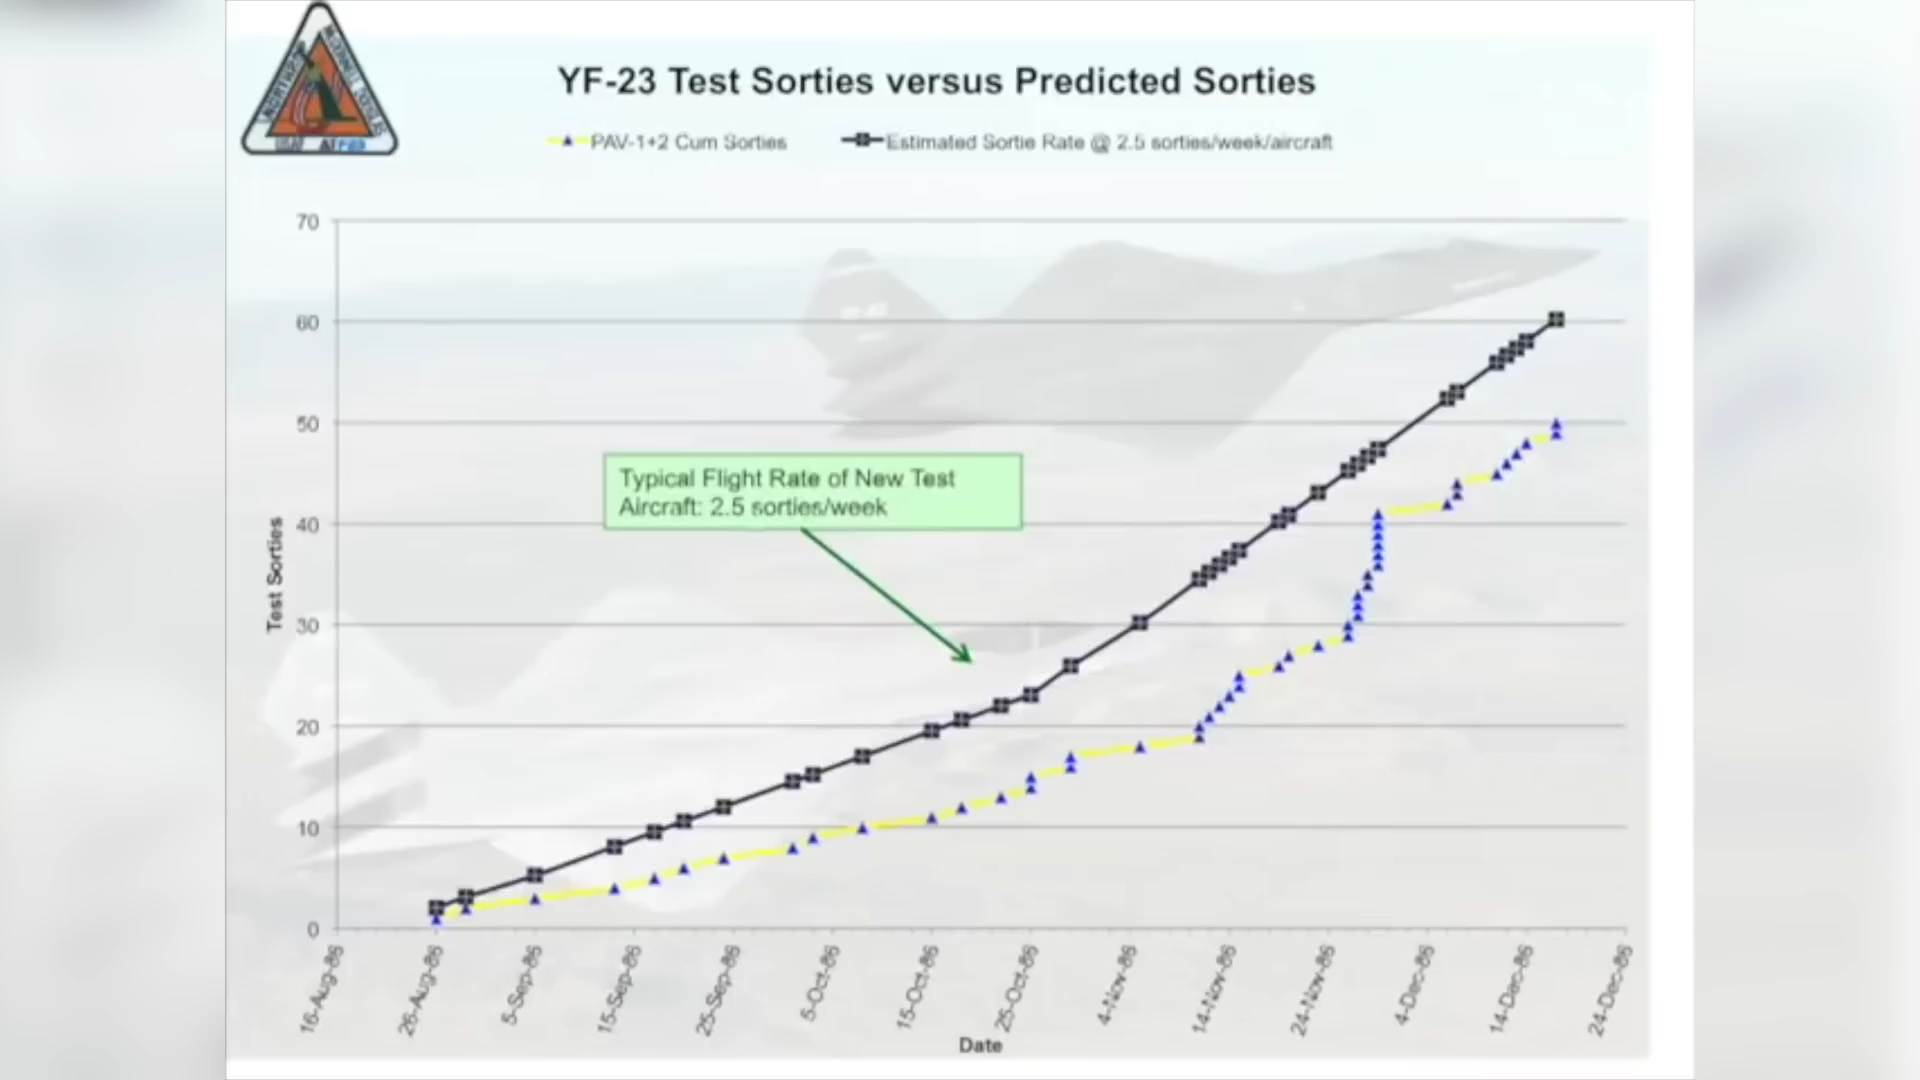 YF-23 Test Sorties versus Predicted Sorties
PAV-1+2 Cum Sorties
Estimated Sortie Rate @ 2.5 sorties/week/aircraft
70
60
50
40
30
20
10
0
Test Sorties
Typical Flight Rate of New Test
Aircraft: 2.5 sorties/week
16-Aug-86
26-Aug-86
5-Sep-86
15-Sep-86
25-Sep-86
5-Oct-86
15-Oct-86
25-Oct-86
4-Nov-86
14-Nov-86
24-Nov-86
4-Dec-86
14-Dec-86
24-Dec-86
Date
MCDONNELL DOUGLAS
USAF